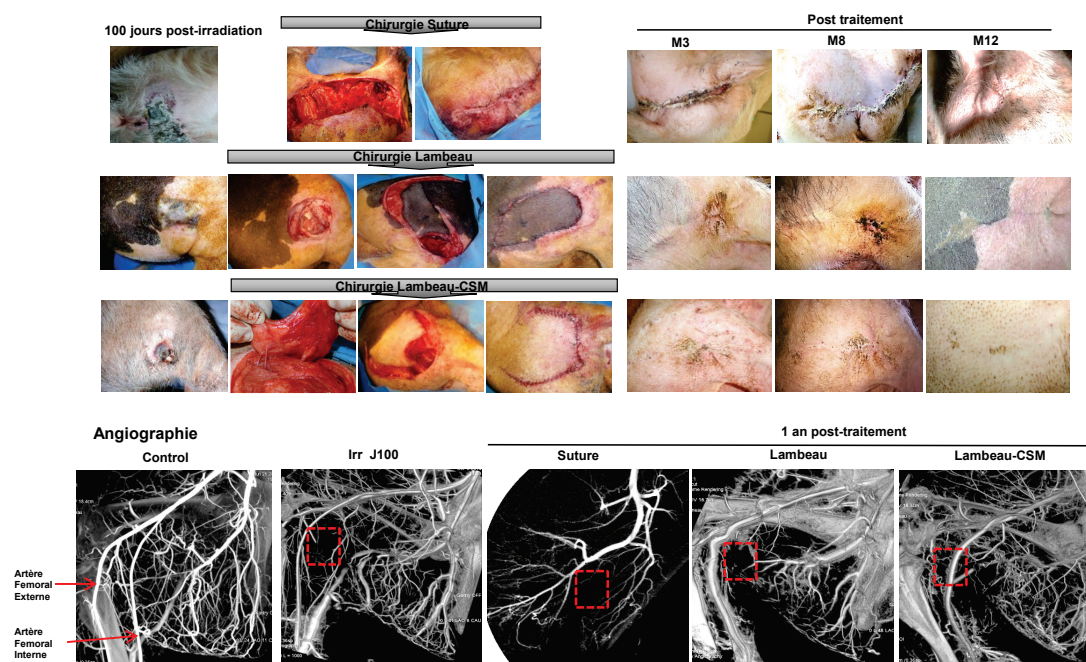 Chirurgie Suture
100 jours post-irradiation
Post traitement
M3
M8
M12
Chirurgie Lambeau
Chirurgie Lambeau-CSM
Angiographie
1 an post-traitement
Control
Irr J100
Suture
Lambeau
Lambeau-CSM
Artère
Femoral
Externe
Artère
Femoral
Interne